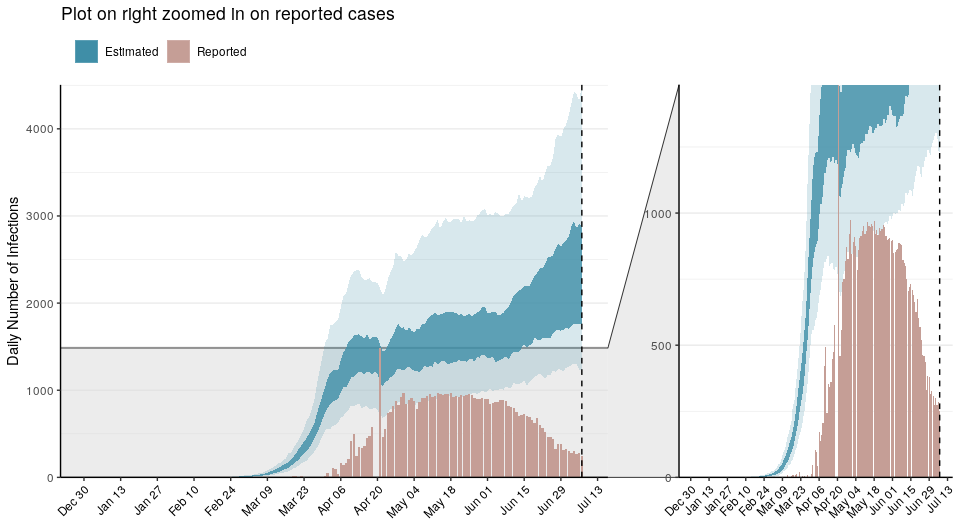 Plot on right zoomed in on reported cases
Estimated Reported
Daily Number of Infections
4000
3000
2000
1000
0
Dec 30 Jan 13 Jan 27 Feb 10 Feb 24 Mar 09 Mar 23 Apr 06 Apr 20 May 04 May 18 Jun 01 Jun 15 Jun 29 Jul 13
1000
500
0
Dec 30 Jan 13 Jan 27 Feb 10 Feb 24 Mar 09 Mar 23 Apr 06 Apr 20 May 04 May 18 Jun 01 Jun 15 Jun 29 Jul 13